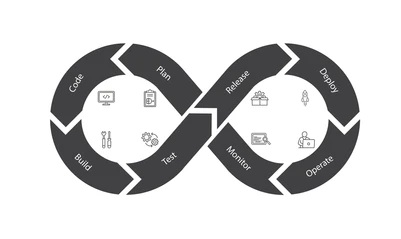 Code
Plan
Release
Deploy
Build
Test
Monitor
Operate